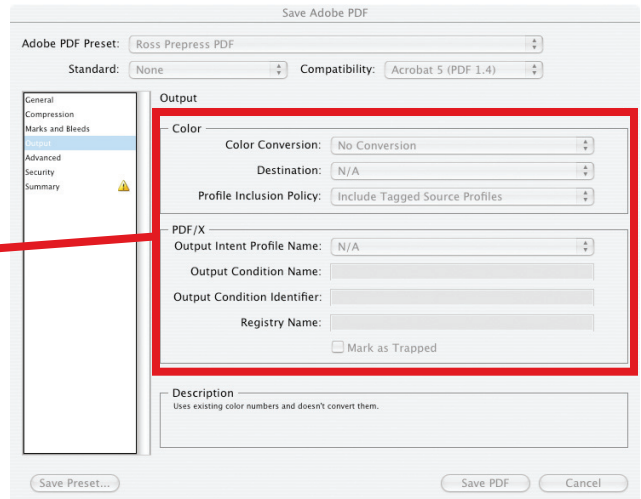 Save Adobe PDF
Adobe PDF Preset: Ross Prepress PDF
Standard: None Compatibility: Acrobat 5 (PDF 1.4)
General
Compression
Marks and Bleeds
Output
Advanced
Security
Summary
Output
Color
Color Conversion: No Conversion
Destination: N/A
Profile Inclusion Policy: Include Tagged Source Profiles
PDF/X
Output Intent Profile Name: N/A
Output Condition Name:
Output Condition Identifier:
Registry Name:
Mark as Trapped
Description
Uses existing color numbers and doesn't convert them.
Save Preset... Save PDF Cancel